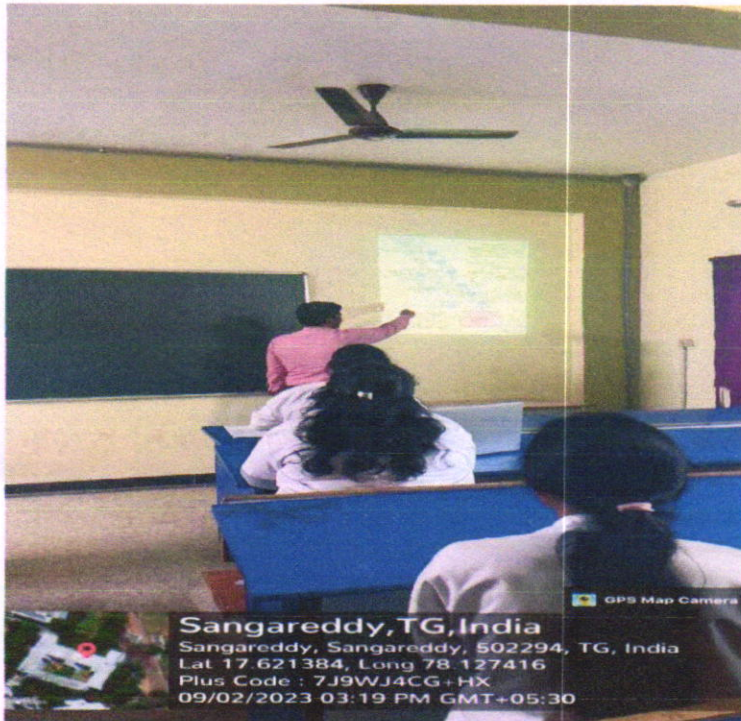 GPS Map Camera
Sangareddy,TG,India
Sangareddy, Sangareddy, 502294, TG, India
Lat 17.621384, Long 78.127416
Plus Code : 7J9WJ4CG+HX
09/02/2023 03:19 PM GMT+05:30